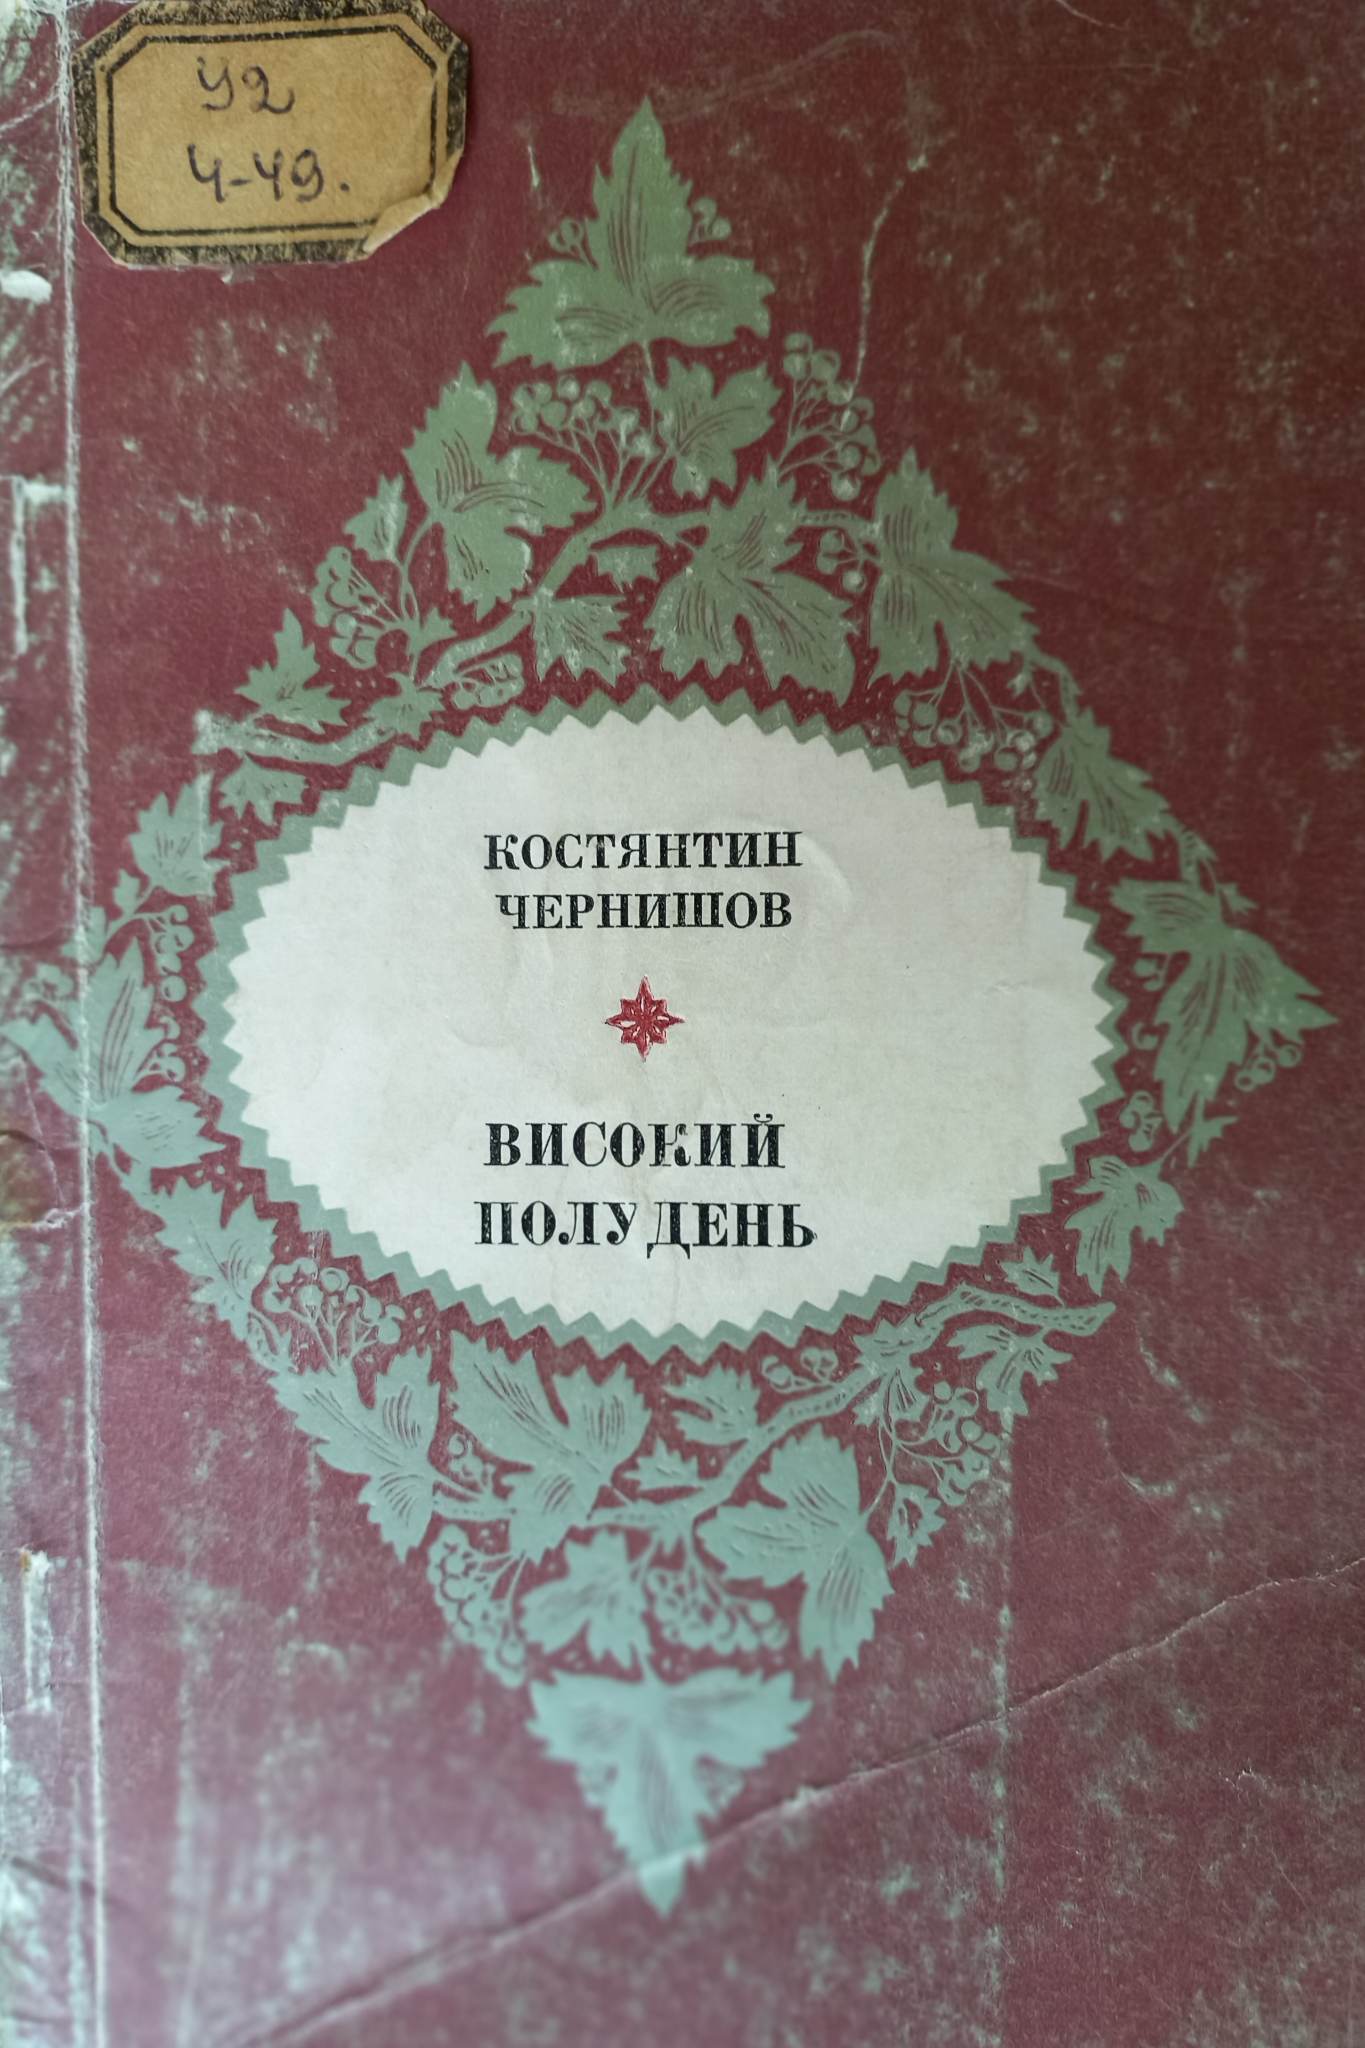 У2
Ч-49.
КОСТЯНТИН
ЧЕРНИШОВ
ВИСОКИЙ
ПОЛУДЕНЬ